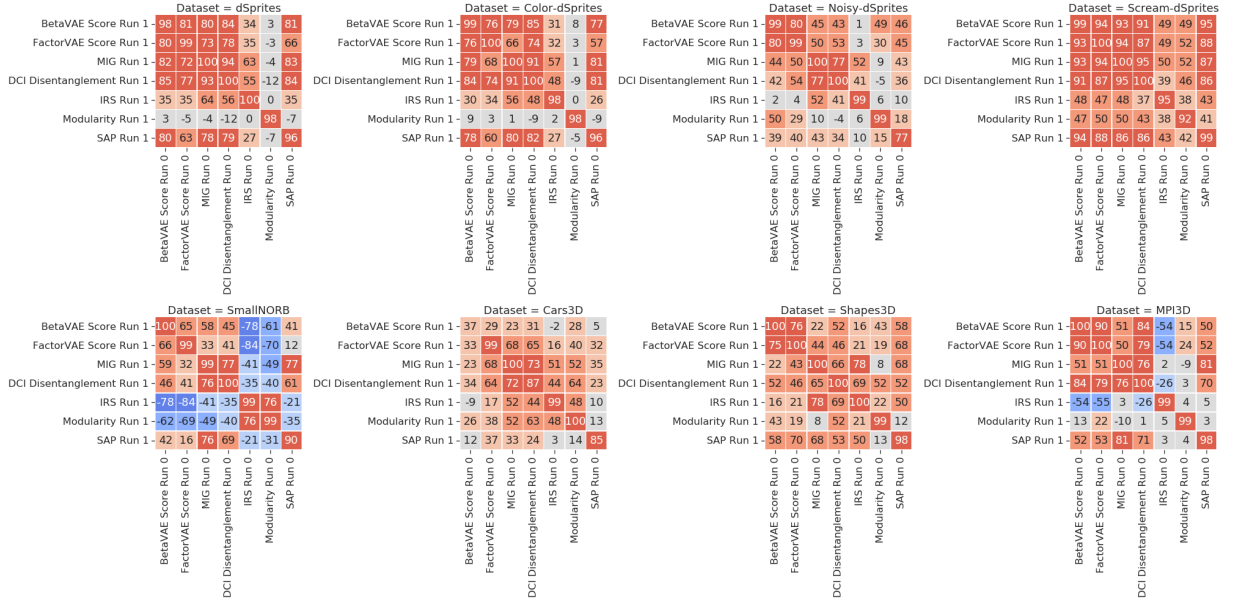 Dataset = dSprites
BetaVAE Score Run 1 98 81 80 84 34 3 81
FactorVAE Score Run 1 80 99 73 78 35 -3 66
MIG Run 1 82 72 100 94 63 -4 83
DCI Disentanglement Run 1 85 77 93 100 55 -12 84
IRS Run 1 35 35 64 56 100 0 35
Modularity Run 1 3 -5 -4 -12 0 98 -7
SAP Run 1 80 63 78 79 27 -7 96
BetaVAE Score Run 0
FactorVAE Score Run 0
MIG Run 0
DCI Disentanglement Run 0
IRS Run 0
Modularity Run 0
SAP Run 0
Dataset = Color-dSprites
BetaVAE Score Run 1 99 76 79 85 31 8 77
FactorVAE Score Run 1 76 100 66 74 32 3 57
MIG Run 1 79 68 91 100 57 1 81
DCI Disentanglement Run 1 85 74 91 100 48 -9 81
IRS Run 1 30 34 56 48 98 0 26
Modularity Run 1 9 3 1 -9 2 98 -9
SAP Run 1 78 60 80 82 27 -5 96
BetaVAE Score Run 0
FactorVAE Score Run 0
MIG Run 0
DCI Disentanglement Run 0
IRS Run 0
Modularity Run 0
SAP Run 0
Dataset = Noisy-dSprites
BetaVAE Score Run 1 99 80 45 43 1 49 46
FactorVAE Score Run 1 80 99 50 53 3 30 45
MIG Run 1 44 50 100 77 52 9 43
DCI Disentanglement Run 1 42 54 77 100 41 -5 36
IRS Run 1 2 4 52 41 99 6 10
Modularity Run 1 50 29 10 -4 6 99 18
SAP Run 1 39 40 43 34 10 15 77
BetaVAE Score Run 0
FactorVAE Score Run 0
MIG Run 0
DCI Disentanglement Run 0
IRS Run 0
Modularity Run 0
SAP Run 0
Dataset = Scream-dSprites
BetaVAE Score Run 1 99 94 93 91 49 49 95
FactorVAE Score Run 1 93 100 94 87 49 52 88
MIG Run 1 93 94 100 95 50 52 87
DCI Disentanglement Run 1 91 87 95 100 39 46 86
IRS Run 1 48 47 48 37 95 38 43
Modularity Run 1 47 50 50 43 38 92 41
SAP Run 1 94 88 86 86 43 42 99
BetaVAE Score Run 0
FactorVAE Score Run 0
MIG Run 0
DCI Disentanglement Run 0
IRS Run 0
Modularity Run 0
SAP Run 0
Dataset = SmallNORB
BetaVAE Score Run 1 100 65 58 45 -78 -61 41
FactorVAE Score Run 1 66 99 33 41 -84 -70 12
MIG Run 1 59 32 99 77 -41 -49 77
DCI Disentanglement Run 1 46 41 76 100 -35 -40 61
IRS Run 1 -78 -84 -41 -35 99 76 -21
Modularity Run 1 -62 -69 -49 -40 76 99 -35
SAP Run 1 42 16 76 69 -21 -31 90
BetaVAE Score Run 0
FactorVAE Score Run 0
MIG Run 0
DCI Disentanglement Run 0
IRS Run 0
Modularity Run 0
SAP Run 0
Dataset = Cars3D
BetaVAE Score Run 1 37 29 23 31 -2 28 5
FactorVAE Score Run 1 33 99 68 65 16 40 32
MIG Run 1 23 68 100 73 51 52 35
DCI Disentanglement Run 1 34 64 72 87 44 64 23
IRS Run 1 -9 17 52 44 99 48 10
Modularity Run 1 26 38 52 63 48 100 13
SAP Run 1 12 37 33 24 3 14 85
BetaVAE Score Run 0
FactorVAE Score Run 0
MIG Run 0
DCI Disentanglement Run 0
IRS Run 0
Modularity Run 0
SAP Run 0
Dataset = Shapes3D
BetaVAE Score Run 1 100 76 22 52 16 43 58
FactorVAE Score Run 1 75 100 44 46 21 19 68
MIG Run 1 22 43 100 66 78 8 68
DCI Disentanglement Run 1 52 46 65 100 69 52 52
IRS Run 1 16 21 78 69 100 22 50
Modularity Run 1 43 19 8 52 21 99 12
SAP Run 1 58 70 68 53 50 13 98
BetaVAE Score Run 0
FactorVAE Score Run 0
MIG Run 0
DCI Disentanglement Run 0
IRS Run 0
Modularity Run 0
SAP Run 0
Dataset = MPI3D
BetaVAE Score Run 1 100 90 51 84 -54 15 50
FactorVAE Score Run 1 90 100 50 79 -54 24 52
MIG Run 1 51 51 100 76 2 -9 81
DCI Disentanglement Run 1 84 79 76 100 -26 3 70
IRS Run 1 -54 -55 3 -26 99 4 5
Modularity Run 1 13 22 -10 1 5 99 4
SAP Run 1 52 53 81 71 3 4 98
BetaVAE Score Run 0
FactorVAE Score Run 0
MIG Run 0
DCI Disentanglement Run 0
IRS Run 0
Modularity Run 0
SAP Run 0